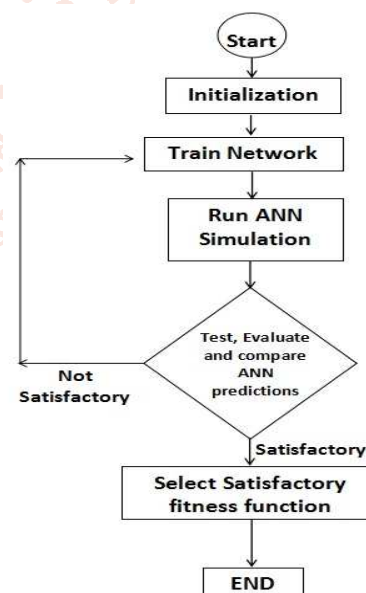 Start
Initialization
Train Network
Run ANN
Simulation
Test, Evaluate
and compare
ANN
predictions
Not
Satisfactory
Satisfactory
Select Satisfactory
fitness function
END